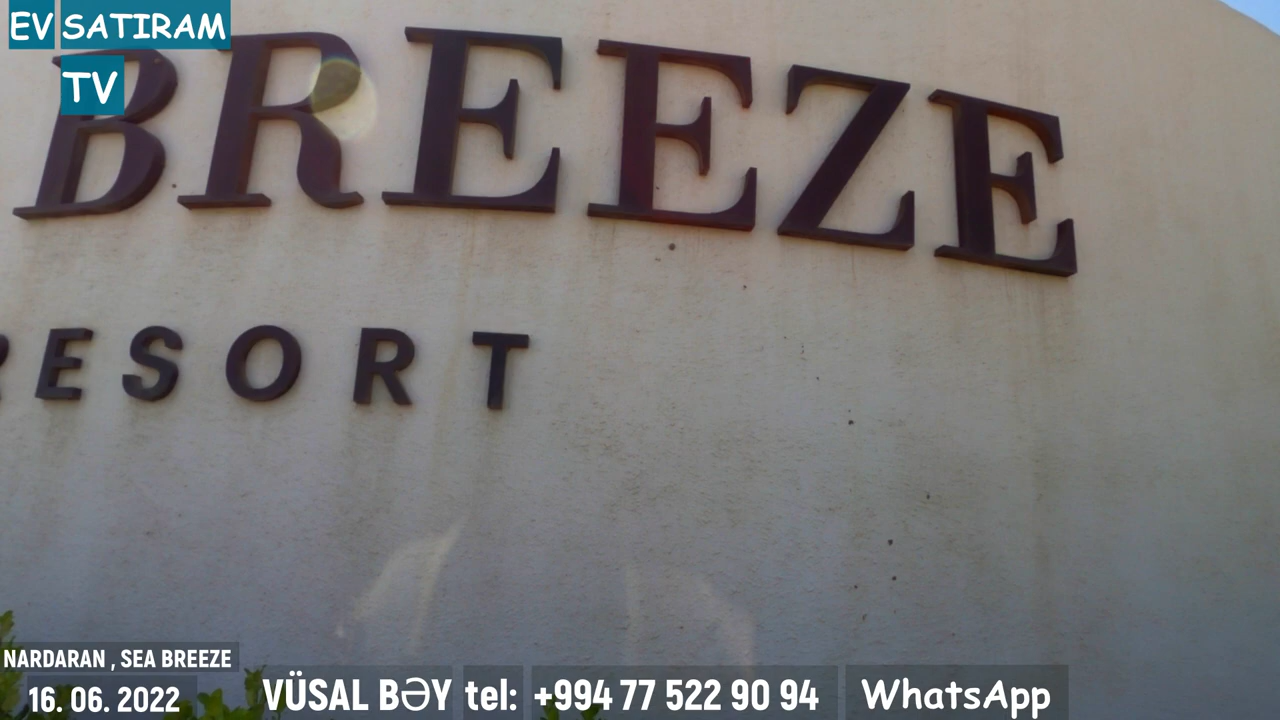 EV SATIRAM
TV
BREEZE
RESORT
NARDARAN , SEA BREEZE
16. 06. 2022
VÜSAL BƏY tel: +994 77 522 90 94 WhatsApp